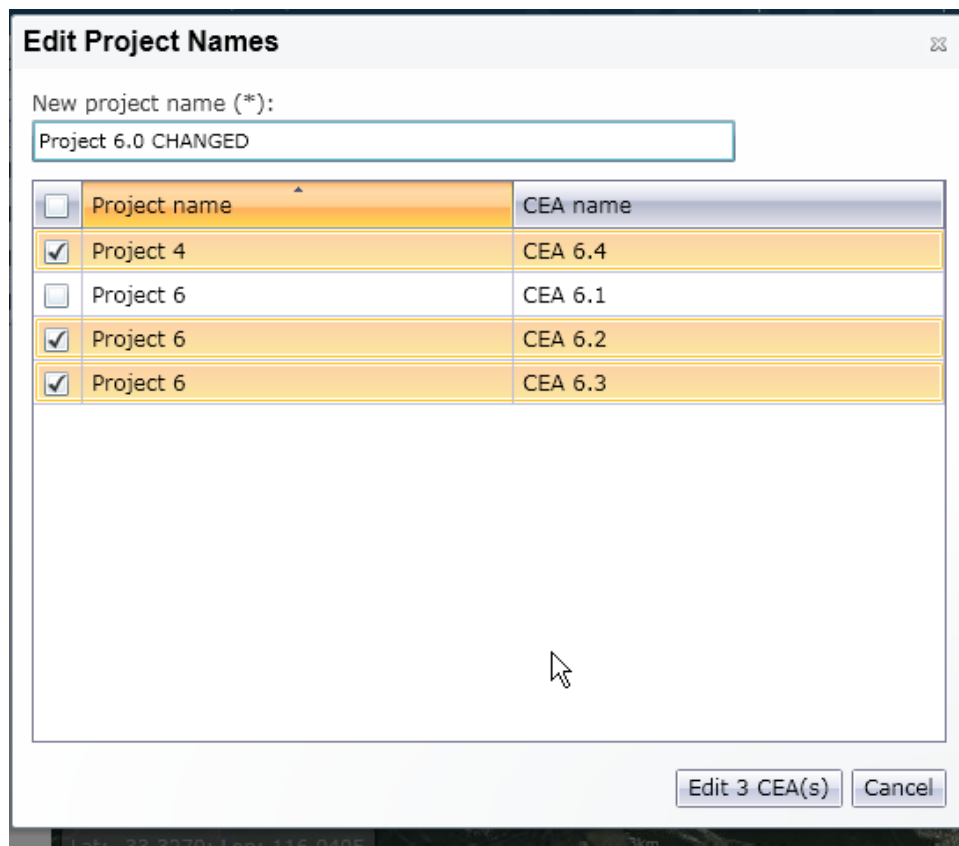 Edit Project Names
New project name (*):
Project 6.0 CHANGED
Project name CEA name
Project 4 CEA 6.4
Project 6 CEA 6.1
Project 6 CEA 6.2
Project 6 CEA 6.3
Edit 3 CEA(s) Cancel
3km